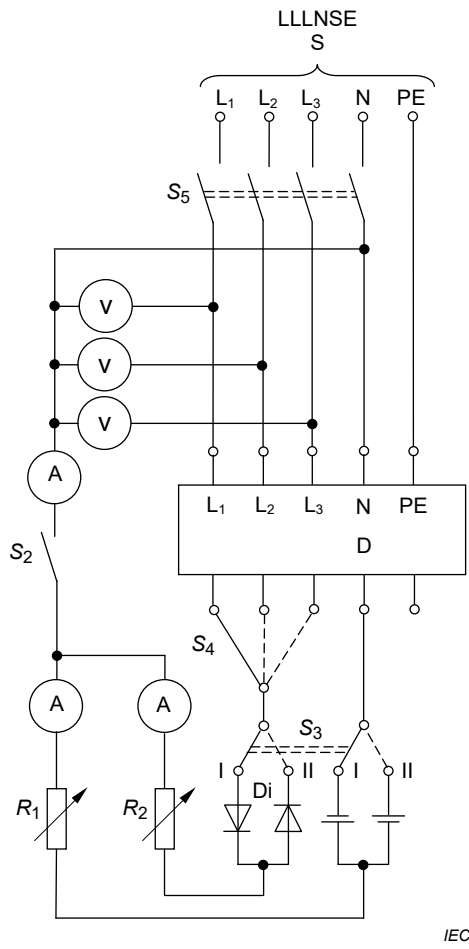 LLLNSE
S
L₁ L₂ L₃ N PE
S₅
V
V
V
A
L₁ L₂ L₃ N PE
S₂
D
S₄
A A
S₃
I II I II
Di
R₁ R₂
IEC